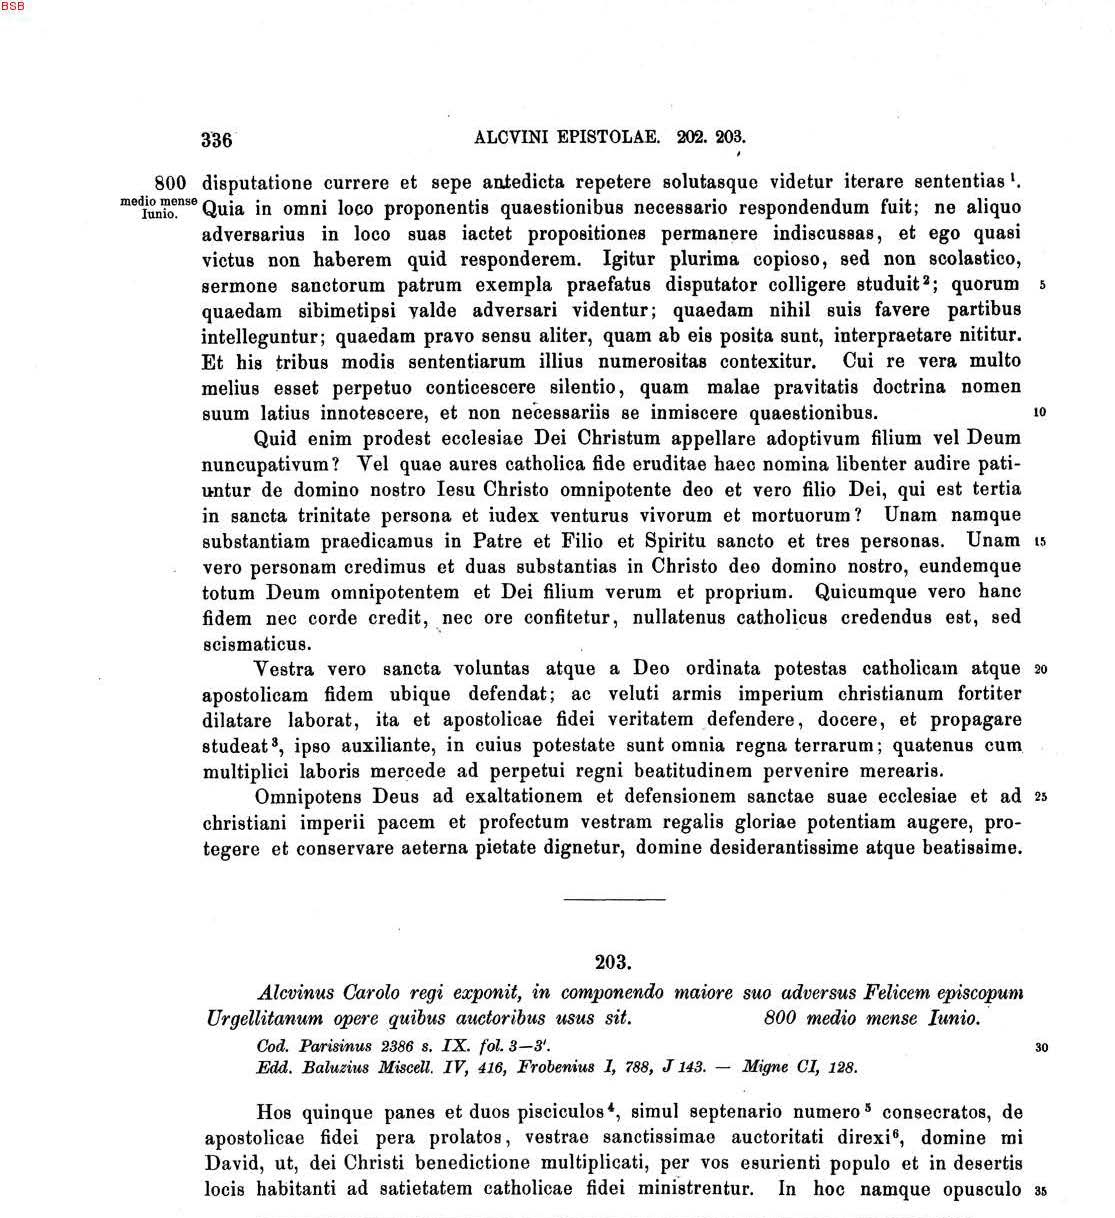 BSB
336 ALCVINI EPISTOLAE. 202. 203.
800 disputatione currere et sepe antedicta repetere solutasque videtur iterare sententias¹.
medio mense Iunio. Quia in omni loco proponentis quaestionibus necessario respondendum fuit; ne aliquo
adversarius in loco suas iactet propositiones permanere indiscussas, et ego quasi
victus non haberem quid responderem. Igitur plurima copioso, sed non scolastico,
sermone sanctorum patrum exempla praefatus disputator colligere studuit²; quorum 5
quaedam sibimetipsi valde adversari videntur; quaedam nihil suis favere partibus
intelleguntur; quaedam pravo sensu aliter, quam ab eis posita sunt, interpraetare nititur.
Et his tribus modis sententiarum illius numerositas contexitur. Cui re vera multo
melius esset perpetuo conticescere silentio, quam malae pravitatis doctrina nomen
suum latius innotescere, et non necessariis se inmiscere quaestionibus. 10
Quid enim prodest ecclesiae Dei Christum appellare adoptivum filium vel Deum
nuncupativum? Vel quae aures catholica fide eruditae haec nomina libenter audire pati-
untur de domino nostro Iesu Christo omnipotente deo et vero filio Dei, qui est tertia
in sancta trinitate persona et iudex venturus vivorum et mortuorum? Unam namque
substantiam praedicamus in Patre et Filio et Spiritu sancto et tres personas. Unam 15
vero personam credimus et duas substantias in Christo deo domino nostro, eundemque
totum Deum omnipotentem et Dei filium verum et proprium. Quicumque vero hanc
fidem nec corde credit, nec ore confitetur, nullatenus catholicus credendus est, sed
scismaticus.
Vestra vero sancta voluntas atque a Deo ordinata potestas catholicam atque 20
apostolicam fidem ubique defendat; ac veluti armis imperium christianum fortiter
dilatare laborat, ita et apostolicae fidei veritatem defendere, docere, et propagare
studeat³, ipso auxiliante, in cuius potestate sunt omnia regna terrarum; quatenus cum
multiplici laboris mercede ad perpetui regni beatitudinem pervenire merearis.
Omnipotens Deus ad exaltationem et defensionem sanctae suae ecclesiae et ad 25
christiani imperii pacem et profectum vestram regalis gloriae potentiam augere, pro-
tegere et conservare aeterna pietate dignetur, domine desiderantissime atque beatissime.
203.
Alcvinus Carolo regi exponit, in componendo maiore suo adversus Felicem episcopum
Urgellitanum opere quibus auctoribus usus sit. 800 medio mense Iunio.
Cod. Parisinus 2386 s. IX. fol. 3—3'. 30
Edd. Baluzius Miscell. IV, 416, Frobenius I, 788, J 143. — Migne CI, 128.
Hos quinque panes et duos pisciculos⁴, simul septenario numero⁵ consecratos, de
apostolicae fidei pera prolatos, vestrae sanctissimae auctoritati direxi⁶, domine mi
David, ut, dei Christi benedictione multiplicati, per vos esurienti populo et in desertis
locis habitanti ad satietatem catholicae fidei ministrentur. In hoc namque opusculo 35